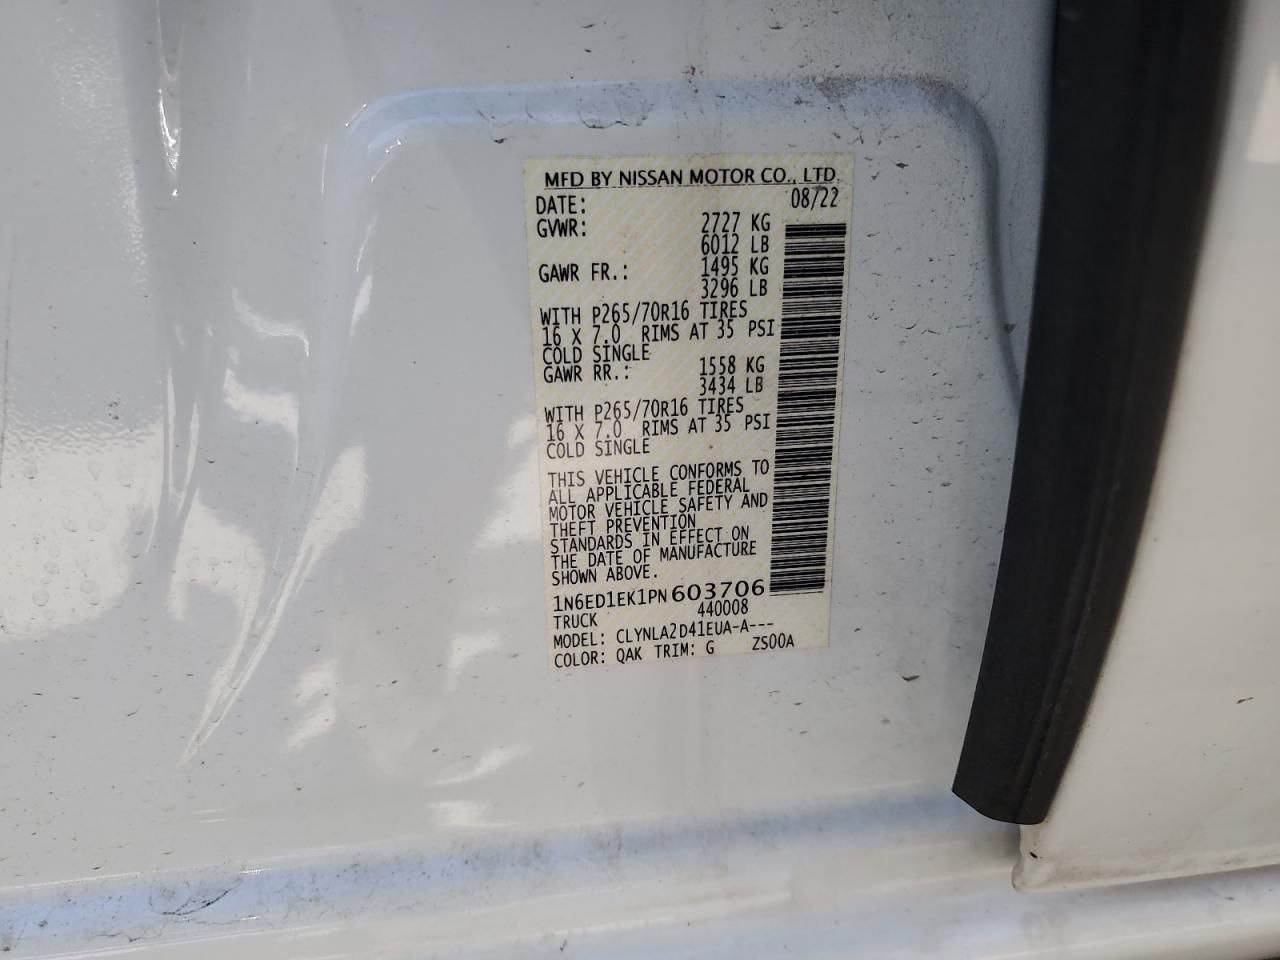 MFD BY NISSAN MOTOR CO., LTD.
DATE: 08/22
GVWR: 2727 KG
6012 LB
GAWR FR.: 1495 KG
3296 LB
WITH P265/70R16 TIRES
16 X 7.0 RIMS AT 35 PSI
COLD SINGLE
GAWR RR.: 1558 KG
3434 LB
WITH P265/70R16 TIRES
16 X 7.0 RIMS AT 35 PSI
COLD SINGLE
THIS VEHICLE CONFORMS TO
ALL APPLICABLE FEDERAL
MOTOR VEHICLE SAFETY AND
THEFT PREVENTION
STANDARDS IN EFFECT ON
THE DATE OF MANUFACTURE
SHOWN ABOVE.
1N6ED1EK1PN603706
TRUCK 440008
MODEL: CLYNLA2D41EUA-A---
COLOR: QAK TRIM: G ZS00A